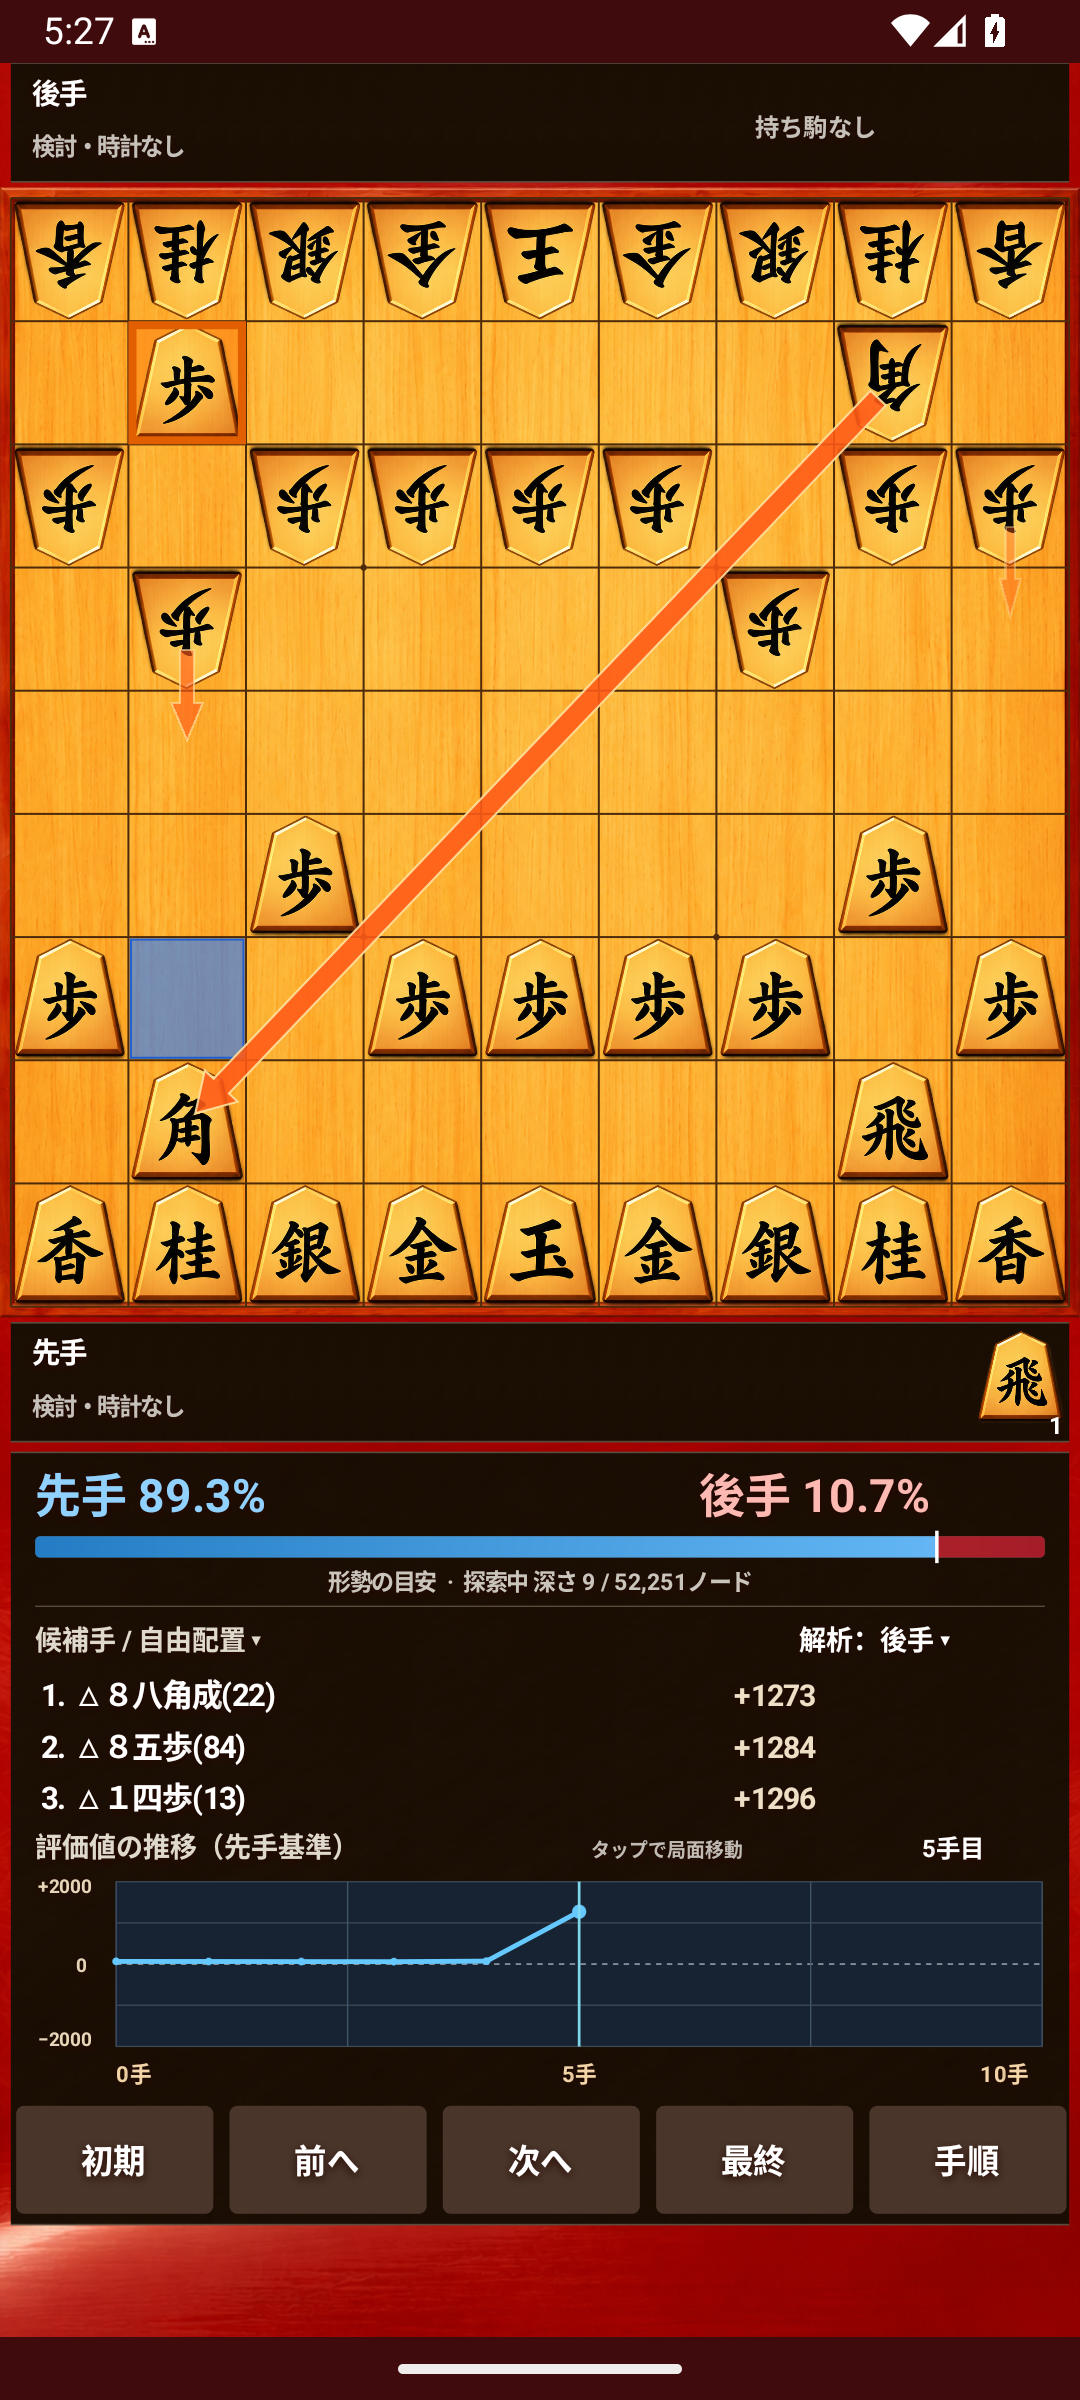 5:27
後手
検討・時計なし
持ち駒なし
香 桂 銀 金 王 金 銀 桂 香
歩 角
歩 歩 歩 歩 歩 歩 歩
歩 歩
歩 歩
歩 歩 歩 歩 歩 歩
角 飛
香 桂 銀 金 玉 金 銀 桂 香
先手
検討・時計なし
飛 1
先手 89.3% 後手 10.7%
形勢の目安 · 探索中 深さ 9 / 52,251ノード
候補手 / 自由配置 ▾ 解析：後手 ▾
1. △８八角成(22) +1273
2. △８五歩(84) +1284
3. △１四歩(13) +1296
評価値の推移（先手基準） タップで局面移動 5手目
+2000
0
−2000
0手 5手 10手
初期 前へ 次へ 最終 手順